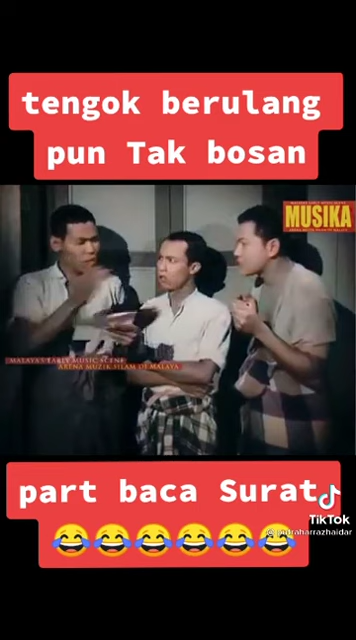 tengok berulang
pun Tak bosan
MUSIKA
MALAYA'S EARLY MUSIC SCENE
ARENA MUZIK SILAM DI MALAYA
part baca Surat
😂😂😂😂😂😂
TikTok